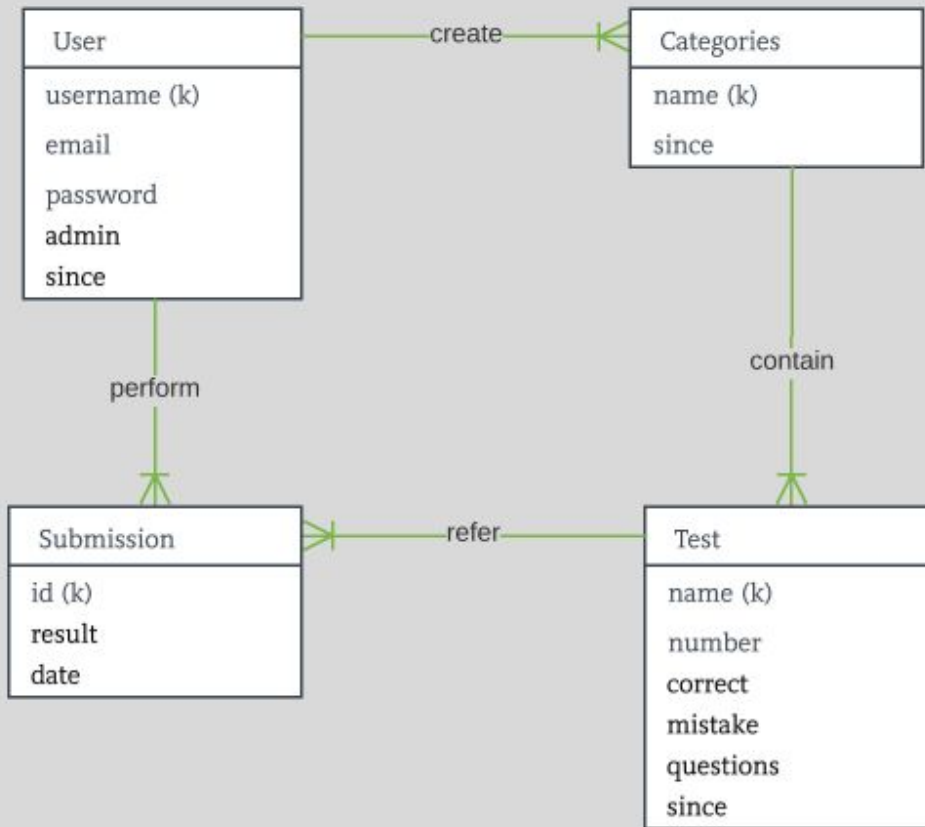 User
username (k)
email
password
admin
since
create
Categories
name (k)
since
perform
contain
Submission
id (k)
result
date
refer
Test
name (k)
number
correct
mistake
questions
since